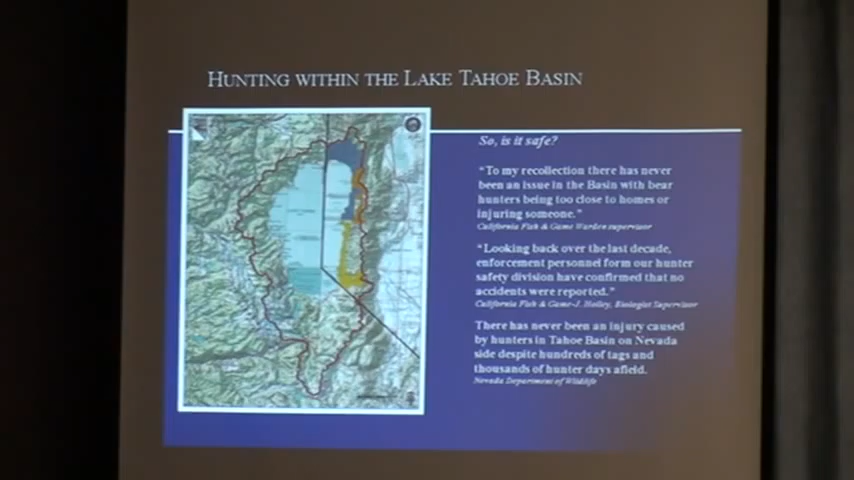 HUNTING WITHIN THE LAKE TAHOE BASIN
So, is it safe?
"To my recollection there has never
been an issue in the Basin with bear
hunters being too close to homes or
injuring someone."
California Fish & Game Warden supervisor
"Looking back over the last decade,
enforcement personnel form our hunter
safety division have confirmed that no
accidents were reported."
California Fish & Game-J. Holley, Biologist Supervisor
There has never been an injury caused
by hunters in Tahoe Basin on Nevada
side despite hundreds of tags and
thousands of hunter days afield.
Nevada Department of Wildlife